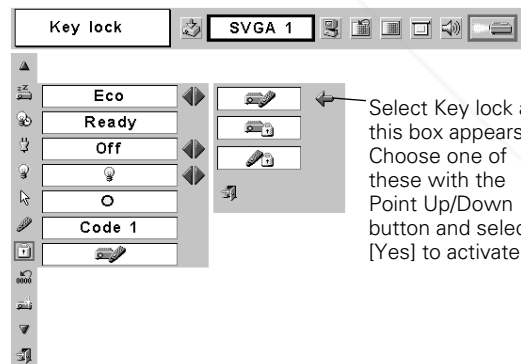 Key lock
SVGA 1
Eco
Ready
Off
Code 1
Select Key lock a
this box appears
Choose one of
these with the
Point Up/Down
button and selec
[Yes] to activate